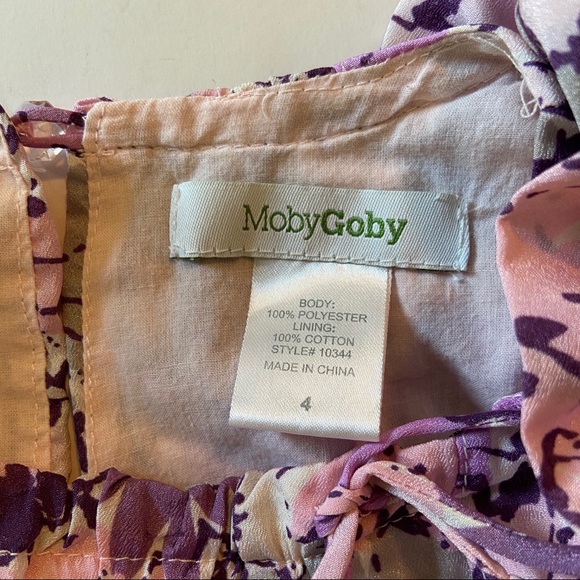 MobyGoby
BODY:
100% POLYESTER
LINING:
100% COTTON
STYLE# 10344
MADE IN CHINA
4